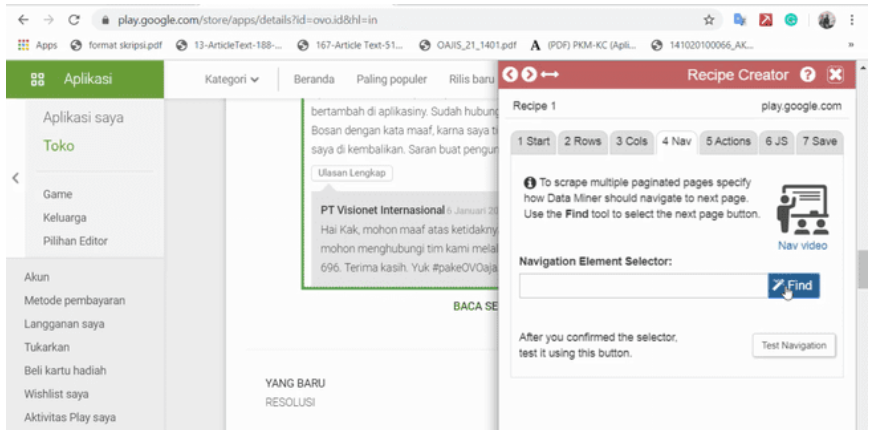 play.google.com/store/apps/details?id=ovo.id&hl=in
Apps format skripsi.pdf 13-ArticleText-188-... 167-Article Text-51... OAJIS_21_1401.pdf (PDF) PKM-KC (Apli... 141020100066_AK...
Aplikasi
Kategori Beranda Paling populer Rilis baru
Aplikasi saya
Toko
Game
Keluarga
Pilihan Editor
Akun
Metode pembayaran
Langganan saya
Tukarkan
Beli kartu hadiah
Wishlist saya
Aktivitas Play saya
bertambah di aplikasiny. Sudah hubung
Bosan dengan kata maaf, karna saya ti
saya di kembalikan. Saran buat pengun
Ulasan Lengkap
PT Visionet Internasional 6 Januari 20
Hai Kak, mohon maaf atas ketidakny
mohon menghubungi tim kami melal
696. Terima kasih. Yuk #pakeOVOaja
BACA SE
YANG BARU
RESOLUSI
Recipe Creator
Recipe 1 play.google.com
1 Start 2 Rows 3 Cols 4 Nav 5 Actions 6 JS 7 Save
To scrape multiple paginated pages specify
how Data Miner should navigate to next page.
Use the Find tool to select the next page button.
Nav video
Navigation Element Selector:
Find
After you confirmed the selector,
test it using this button.
Test Navigation